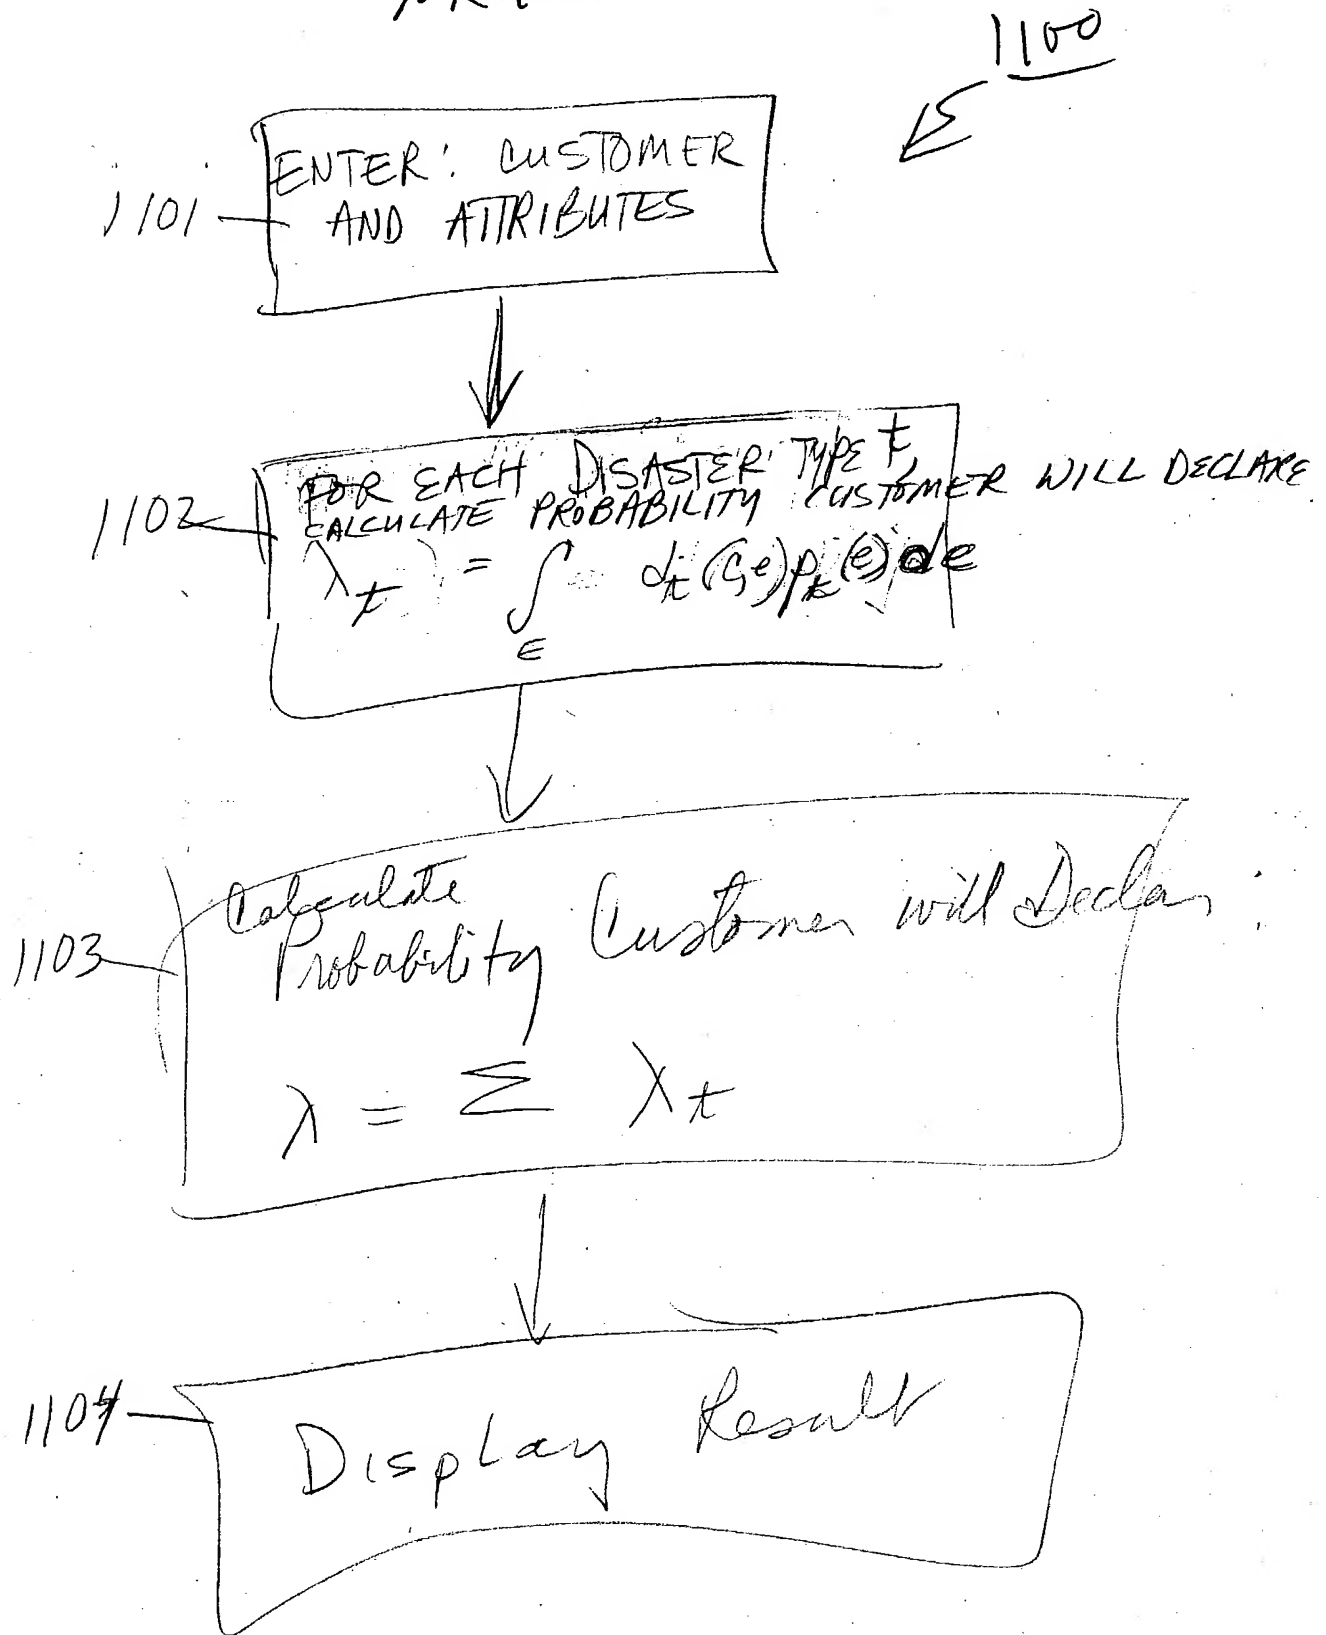 1100
ENTER: CUSTOMER
AND ATTRIBUTES
1101
FOR EACH DISASTER TYPE t,
CALCULATE PROBABILITY CUSTOMER WILL DECLARE
1102
λt = ∫E dt(c,e)pt(e)de
Calculate
Probability Customer will Declare:
1103
λ = Σ λt
1104
Display Result